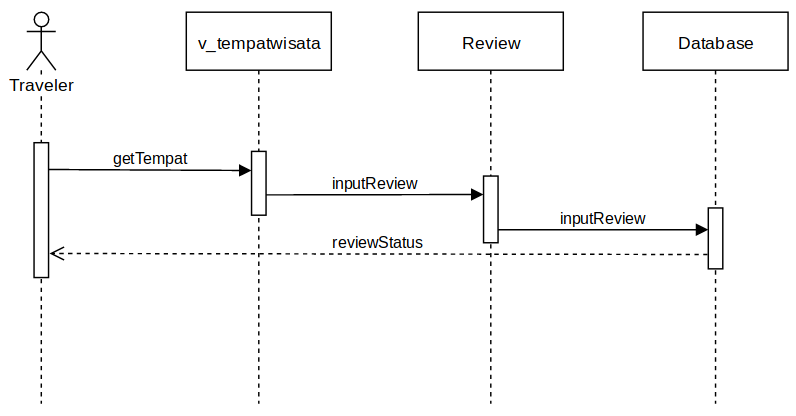 v_tempatwisata
Review
Database
Traveler
getTempat
inputReview
inputReview
reviewStatus